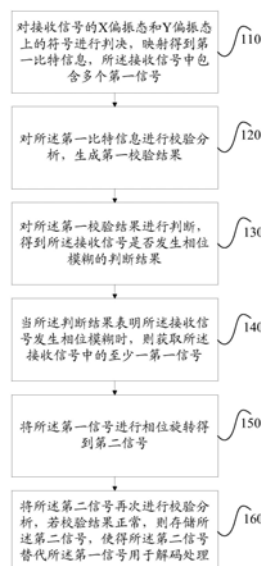 对接收信号的X偏振态和Y偏振态
上的符号进行判决，映射得到第
一比特信息，所述接收信号中包
含多个第一信号
110
对所述第一比特信息进行校验分
析，生成第一校验结果
120
对所述第一校验结果进行判断，
得到所述接收信号是否发生相位
模糊的判断结果
130
当所述判断结果表明所述接收信
号发生相位模糊时，则获取所述
接收信号中的至少一第一信号
140
将所述第一信号进行相位旋转得
到第二信号
150
将所述第二信号再次进行校验分
析，若校验结果正常，则存储所
述第二信号，使得所述第二信号
替代所述第一信号用于解码处理
160